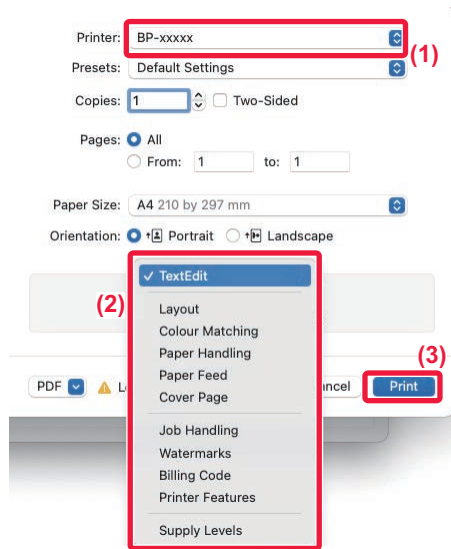 Printer: BP-xxxxx
(1)
Presets: Default Settings
Copies: 1 Two-Sided
Pages: All
From: 1 to: 1
Paper Size: A4 210 by 297 mm
Orientation: Portrait Landscape
(2)
✓ TextEdit
Layout
Colour Matching
Paper Handling
Paper Feed
Cover Page
Job Handling
Watermarks
Billing Code
Printer Features
Supply Levels
(3)
PDF
Print